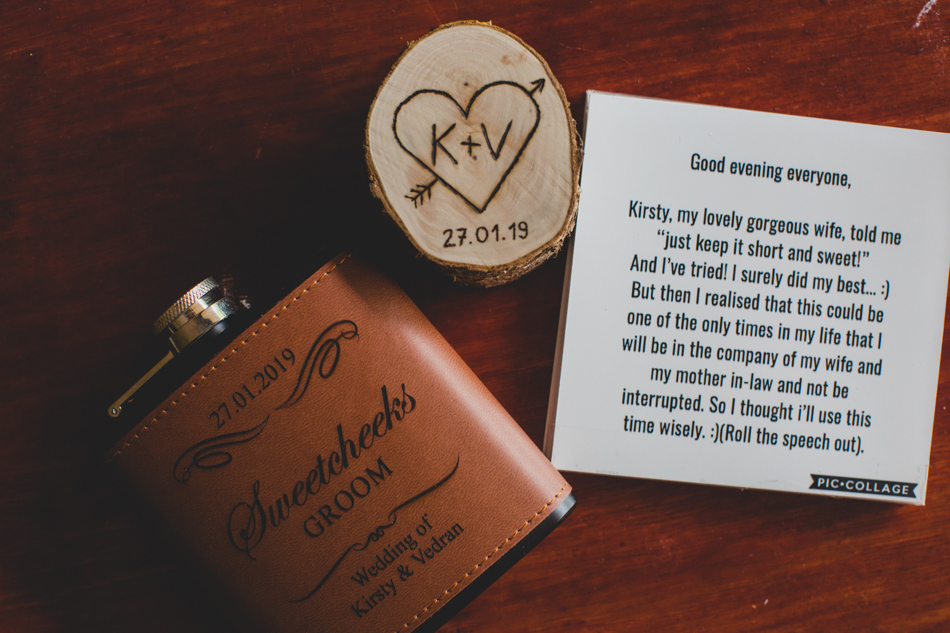 K+V
27.01.19
27.01.2019
Sweetcheeks
GROOM
Wedding of
Kirsty & Vedran
Good evening everyone,
Kirsty, my lovely gorgeous wife, told me
“just keep it short and sweet!”
And I’ve tried! I surely did my best... :)
But then I realised that this could be
one of the only times in my life that I
will be in the company of my wife and
my mother in-law and not be
interrupted. So I thought i’ll use this
time wisely. :)(Roll the speech out).
PIC•COLLAGE